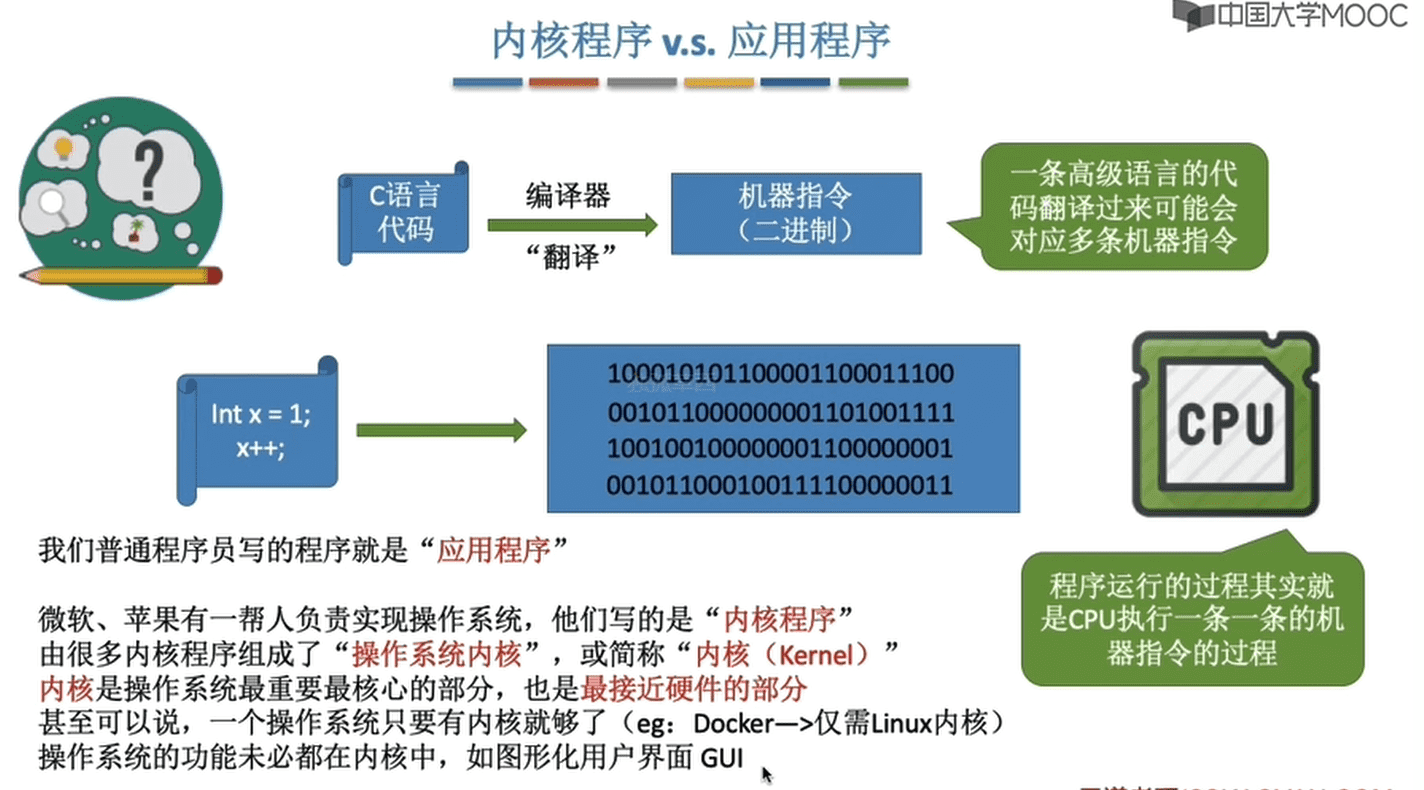 中国大学MOOC
内核程序 v.s. 应用程序
C语言
代码
编译器
“翻译”
机器指令
（二进制）
一条高级语言的代
码翻译过来可能会
对应多条机器指令
Int x = 1;
x++;
100010101100001100011100
001011000000001101001111
100100100000001100000001
001011000100111100000011
CPU
程序运行的过程其实就
是CPU执行一条一条的机
器指令的过程
我们普通程序员写的程序就是“应用程序”
微软、苹果有一帮人负责实现操作系统，他们写的是“内核程序”
由很多内核程序组成了“操作系统内核”，或简称“内核（Kernel）”
内核是操作系统最重要最核心的部分，也是最接近硬件的部分
甚至可以说，一个操作系统只要有内核就够了（eg：Docker—>仅需Linux内核）
操作系统的功能未必都在内核中，如图形化用户界面 GUI